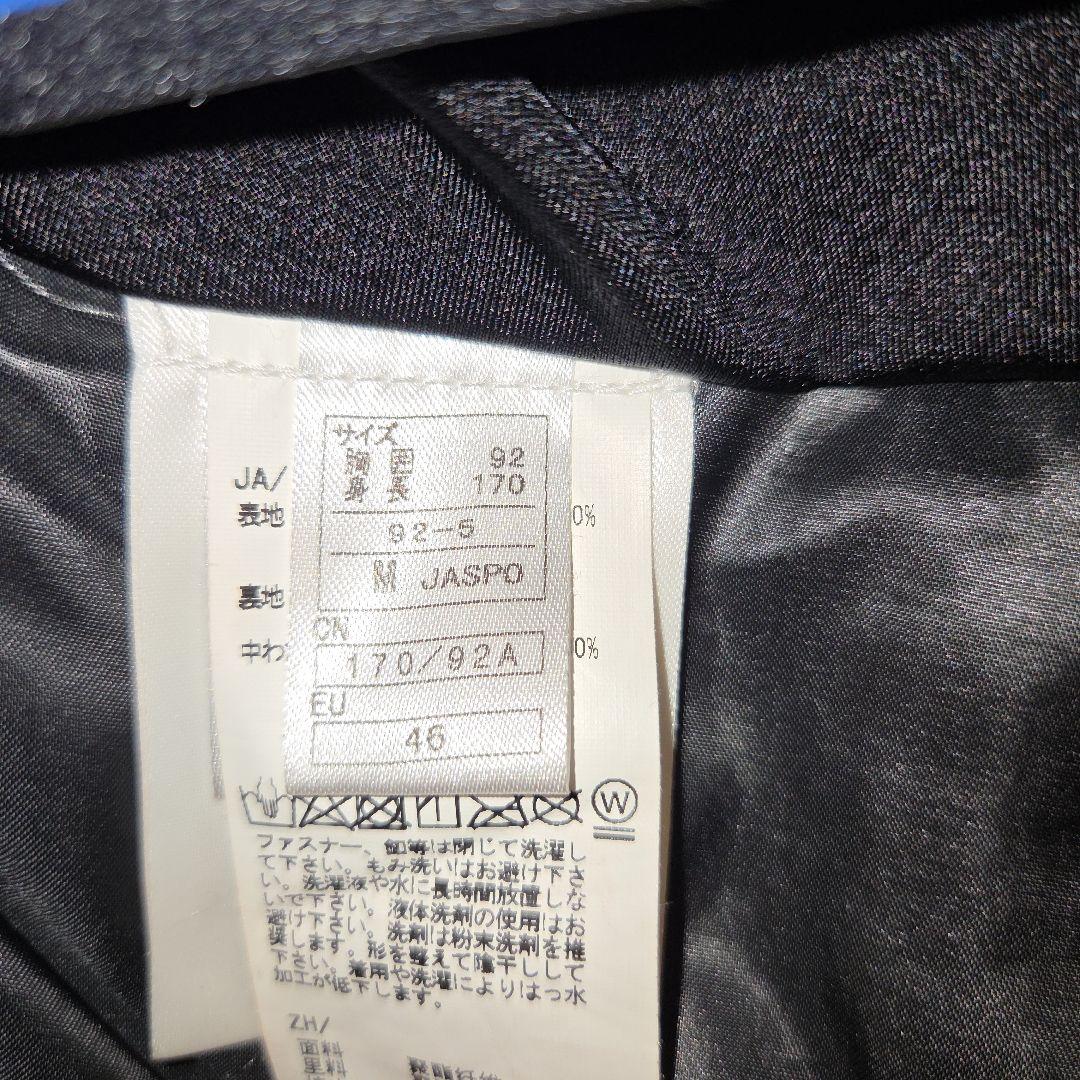 サイズ
胸囲 92
身長 170
92-5
M JASPO
CN
170/92A
EU
46
JA/
表地 0%
裏地
中わ 0%
W
ファスナー、釦等は閉じて洗濯し
て下さい。もみ洗いはお避け下さ
い。洗濯液や水に長時間放置しな
いで下さい。液体洗剤の使用はお
避け下さい。洗剤は粉末洗剤を推
奨します。形を整えて陰干しして
下さい。着用や洗濯によりはっ水
加工が低下します。
ZH/
面料
里料